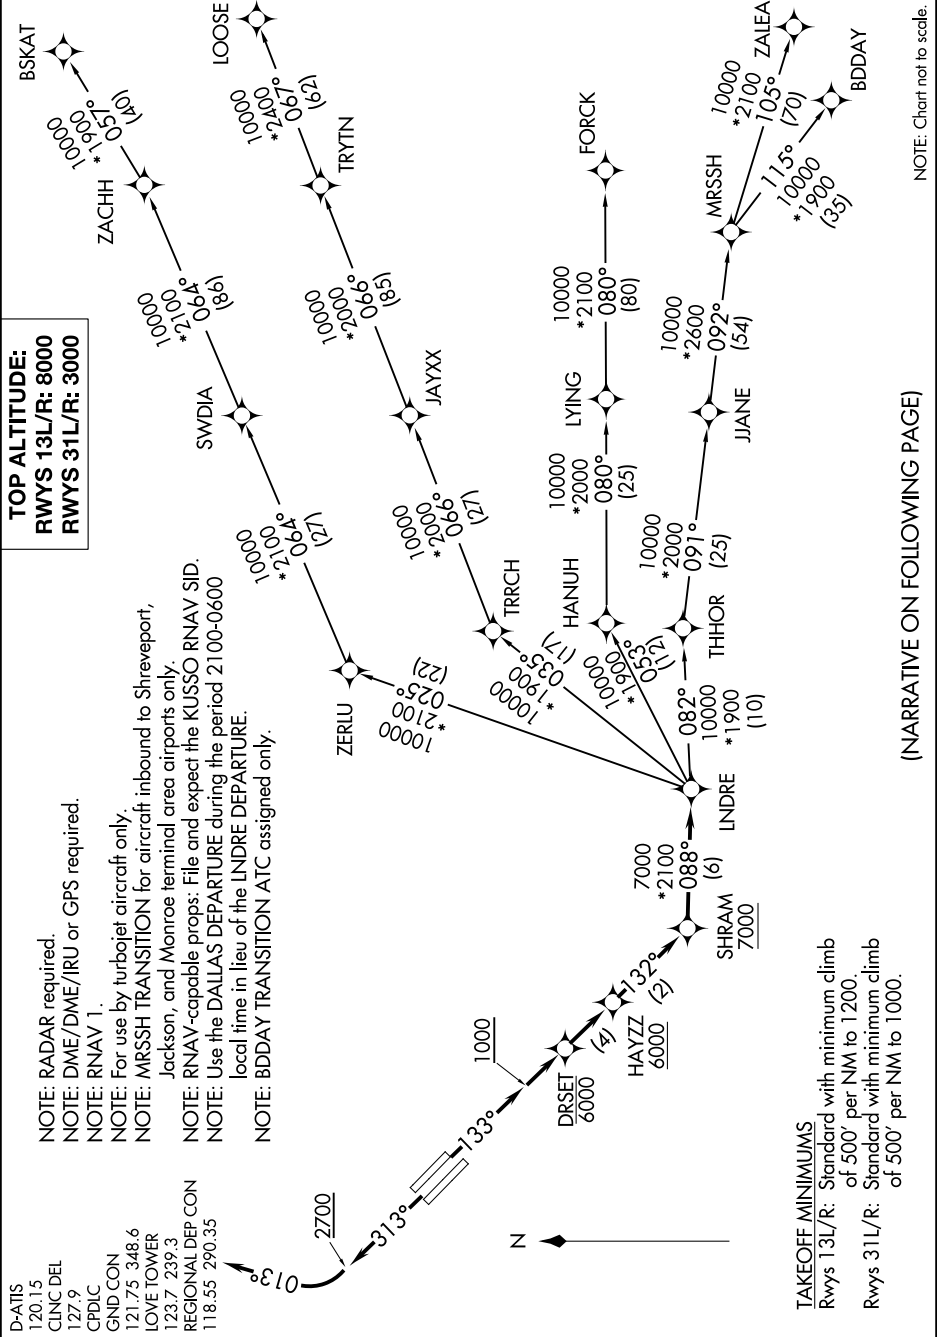 D-ATIS
120.15
CLNC DEL
127.9
CPDLC
GND CON
121.75 348.6
LOVE TOWER
123.7 239.3
REGIONAL DEP CON
118.55 290.35
NOTE: RADAR required.
NOTE: DME/DME/IRU or GPS required.
NOTE: RNAV 1.
NOTE: For use by turbojet aircraft only.
NOTE: MRSSH TRANSITION for aircraft inbound to Shreveport,
Jackson, and Monroe terminal area airports only.
NOTE: RNAV-capable props: File and expect the KUSSO RNAV SID.
NOTE: Use the DALLAS DEPARTURE during the period 2100-0600
local time in lieu of the LNDRE DEPARTURE.
NOTE: BDDAY TRANSITION ATC assigned only.
TOP ALTITUDE:
RWYS 13L/R: 8000
RWYS 31L/R: 3000
BSKAT
10000
*1900
057°
(40)
ZACHH
10000
*2100
064°
(86)
SWDIA
10000
*2100
064°
(27)
ZERLU
10000
*2100
025°
(22)
LOOSE
10000
*2400
067°
(62)
TRYTN
10000
*2000
066°
(85)
JAYXX
10000
*2000
066°
(27)
TRRCH
10000
*1900
035°
(17)
FORCK
10000
*2100
080°
(80)
LYING
10000
*2000
080°
(25)
HANUH
10000
*1900
053°
(12)
ZALEA
10000
*2100
105°
(70)
BDDAY
115°
10000
*1900
(35)
MRSSH
10000
*2600
092°
(54)
JJANE
10000
*2000
091°
(25)
THHOR
082°
10000
*1900
(10)
LNDRE
7000
*2100
088°
(6)
SHRAM
7000
132°
(2)
HAYZZ
6000
(4)
DRSET
6000
1000
133°
313°
2700
013°
N
TAKEOFF MINIMUMS
Rwys 13L/R: Standard with minimum climb
of 500' per NM to 1200.
Rwys 31L/R: Standard with minimum climb
of 500' per NM to 1000.
(NARRATIVE ON FOLLOWING PAGE)
NOTE: Chart not to scale.